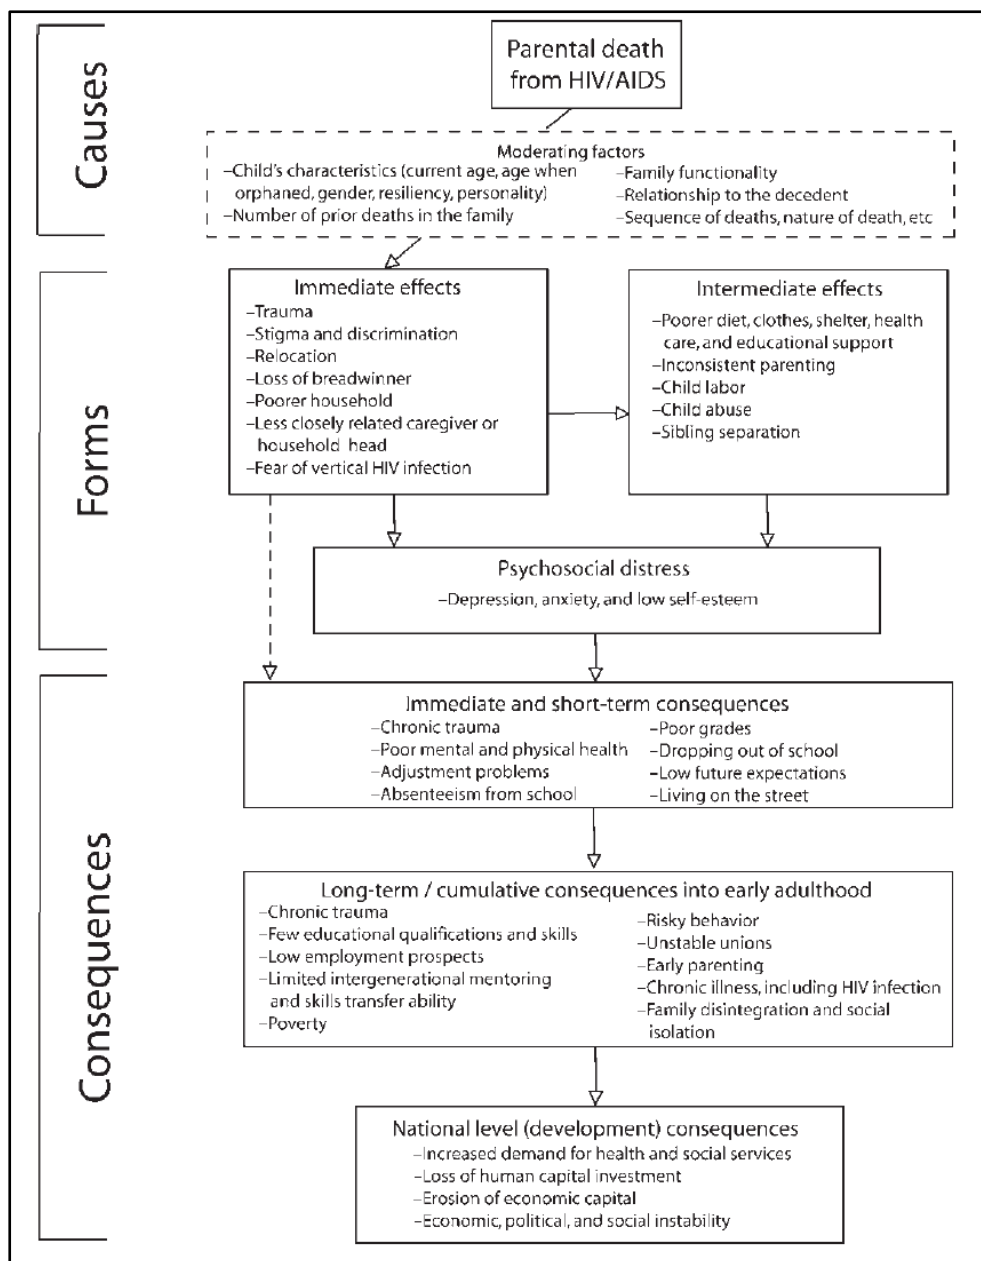 Causes
Parental death
from HIV/AIDS
Moderating factors
–Child's characteristics (current age, age when
orphaned, gender, resiliency, personality)
–Number of prior deaths in the family
–Family functionality
–Relationship to the decedent
–Sequence of deaths, nature of death, etc
Forms
Immediate effects
–Trauma
–Stigma and discrimination
–Relocation
–Loss of breadwinner
–Poorer household
–Less closely related caregiver or
household head
–Fear of vertical HIV infection
Intermediate effects
–Poorer diet, clothes, shelter, health
care, and educational support
–Inconsistent parenting
–Child labor
–Child abuse
–Sibling separation
Psychosocial distress
–Depression, anxiety, and low self-esteem
Consequences
Immediate and short-term consequences
–Chronic trauma
–Poor mental and physical health
–Adjustment problems
–Absenteeism from school
–Poor grades
–Dropping out of school
–Low future expectations
–Living on the street
Long-term / cumulative consequences into early adulthood
–Chronic trauma
–Few educational qualifications and skills
–Low employment prospects
–Limited intergenerational mentoring
and skills transfer ability
–Poverty
–Risky behavior
–Unstable unions
–Early parenting
–Chronic illness, including HIV infection
–Family disintegration and social
isolation
National level (development) consequences
–Increased demand for health and social services
–Loss of human capital investment
–Erosion of economic capital
–Economic, political, and social instability